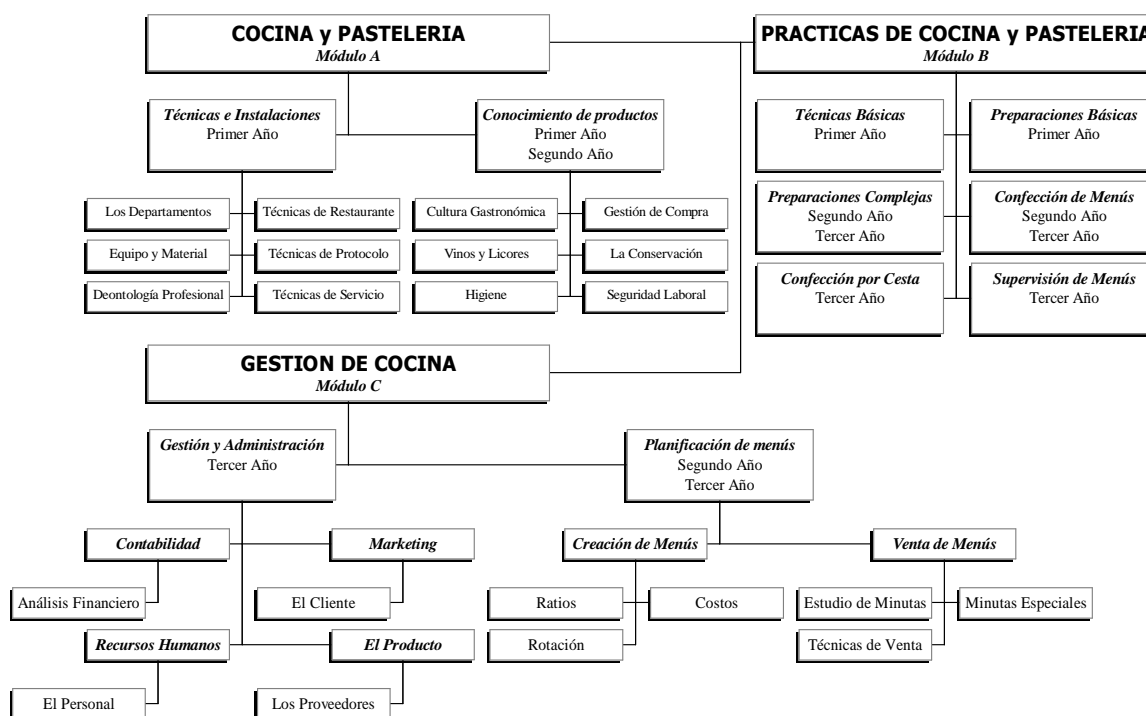 COCINA y PASTELERIA
Módulo A
PRACTICAS DE COCINA y PASTELERIA
Módulo B
Técnicas e Instalaciones
Primer Año
Conocimiento de productos
Primer Año
Segundo Año
Técnicas Básicas
Primer Año
Preparaciones Básicas
Primer Año
Los Departamentos
Técnicas de Restaurante
Cultura Gastronómica
Gestión de Compra
Equipo y Material
Técnicas de Protocolo
Vinos y Licores
La Conservación
Deontología Profesional
Técnicas de Servicio
Higiene
Seguridad Laboral
Preparaciones Complejas
Segundo Año
Tercer Año
Confección de Menús
Segundo Año
Tercer Año
Confección por Cesta
Tercer Año
Supervisión de Menús
Tercer Año
GESTION DE COCINA
Módulo C
Gestión y Administración
Tercer Año
Planificación de menús
Segundo Año
Tercer Año
Contabilidad
Marketing
Creación de Menús
Venta de Menús
Análisis Financiero
El Cliente
Ratios
Costos
Estudio de Minutas
Minutas Especiales
Recursos Humanos
El Producto
Rotación
Técnicas de Venta
El Personal
Los Proveedores